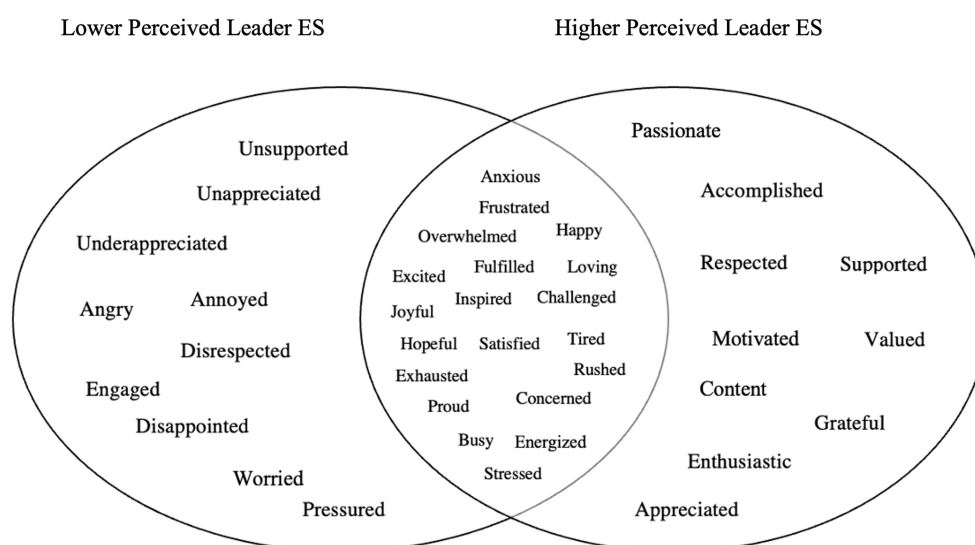 Lower Perceived Leader ES
Higher Perceived Leader ES
Unsupported
Unappreciated
Underappreciated
Angry
Annoyed
Disrespected
Engaged
Disappointed
Worried
Pressured
Anxious
Frustrated
Overwhelmed
Happy
Excited
Fulfilled
Loving
Joyful
Inspired
Challenged
Hopeful
Satisfied
Tired
Exhausted
Rushed
Proud
Concerned
Busy
Energized
Stressed
Passionate
Accomplished
Respected
Supported
Motivated
Valued
Content
Grateful
Enthusiastic
Appreciated